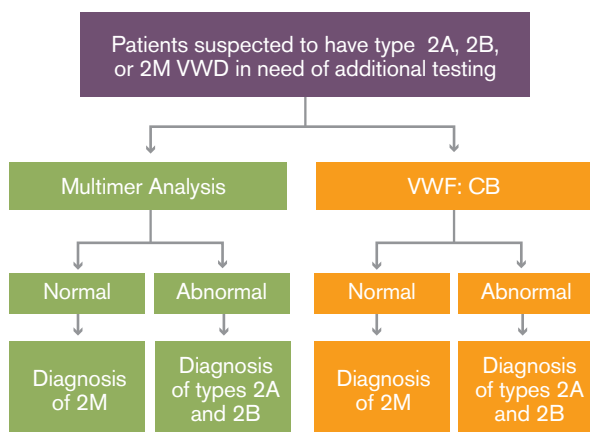 Patients suspected to have type 2A, 2B,
or 2M VWD in need of additional testing
Multimer Analysis
VWF: CB
Normal
Abnormal
Normal
Abnormal
Diagnosis
of 2M
Diagnosis
of types 2A
and 2B
Diagnosis
of 2M
Diagnosis
of types 2A
and 2B